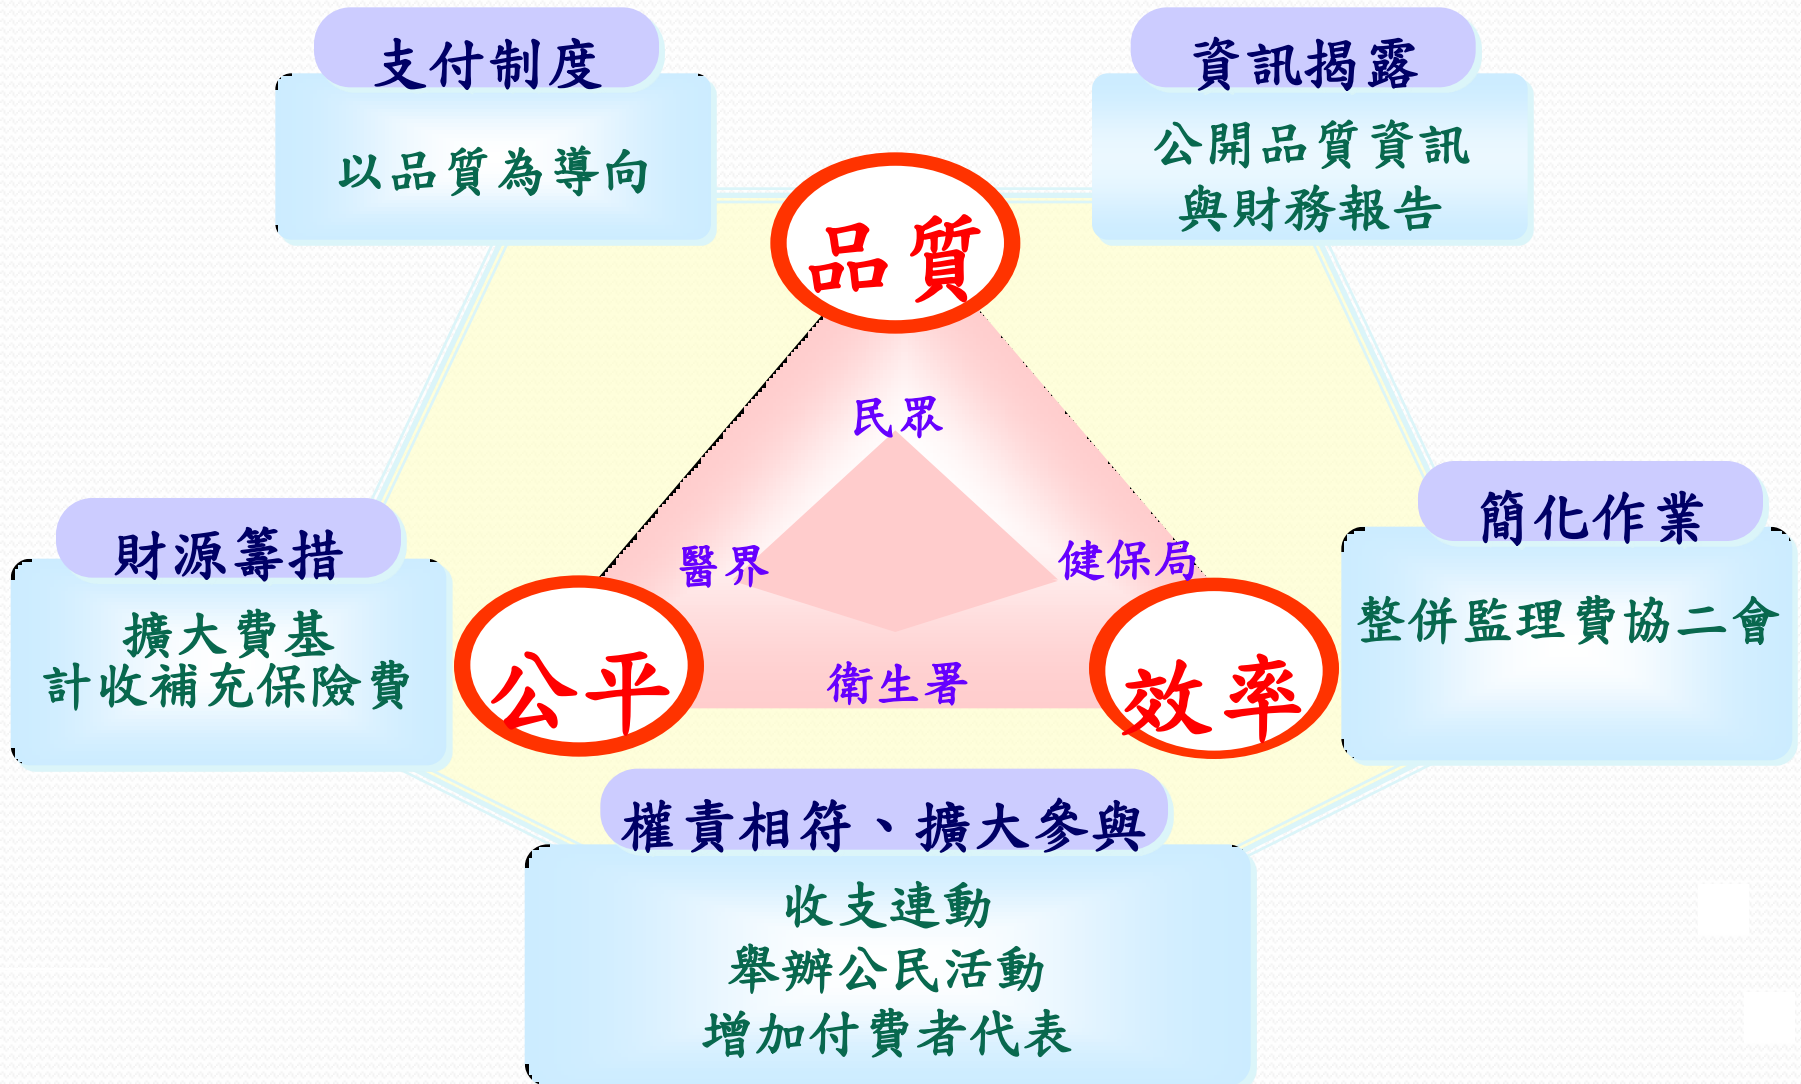 支付制度
以品質為導向
資訊揭露
公開品質資訊
與財務報告
品質
民眾
醫界
健保局
衛生署
公平
效率
財源籌措
擴大費基
計收補充保險費
簡化作業
整併監理費協二會
權責相符、擴大參與
收支連動
舉辦公民活動
增加付費者代表